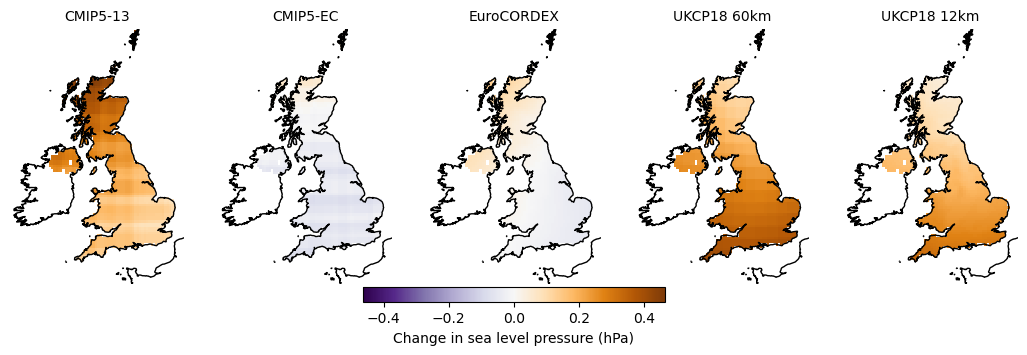 CMIP5-13 CMIP5-EC EuroCORDEX UKCP18 60km UKCP18 12km
−0.4 −0.2 0.0 0.2 0.4
Change in sea level pressure (hPa)